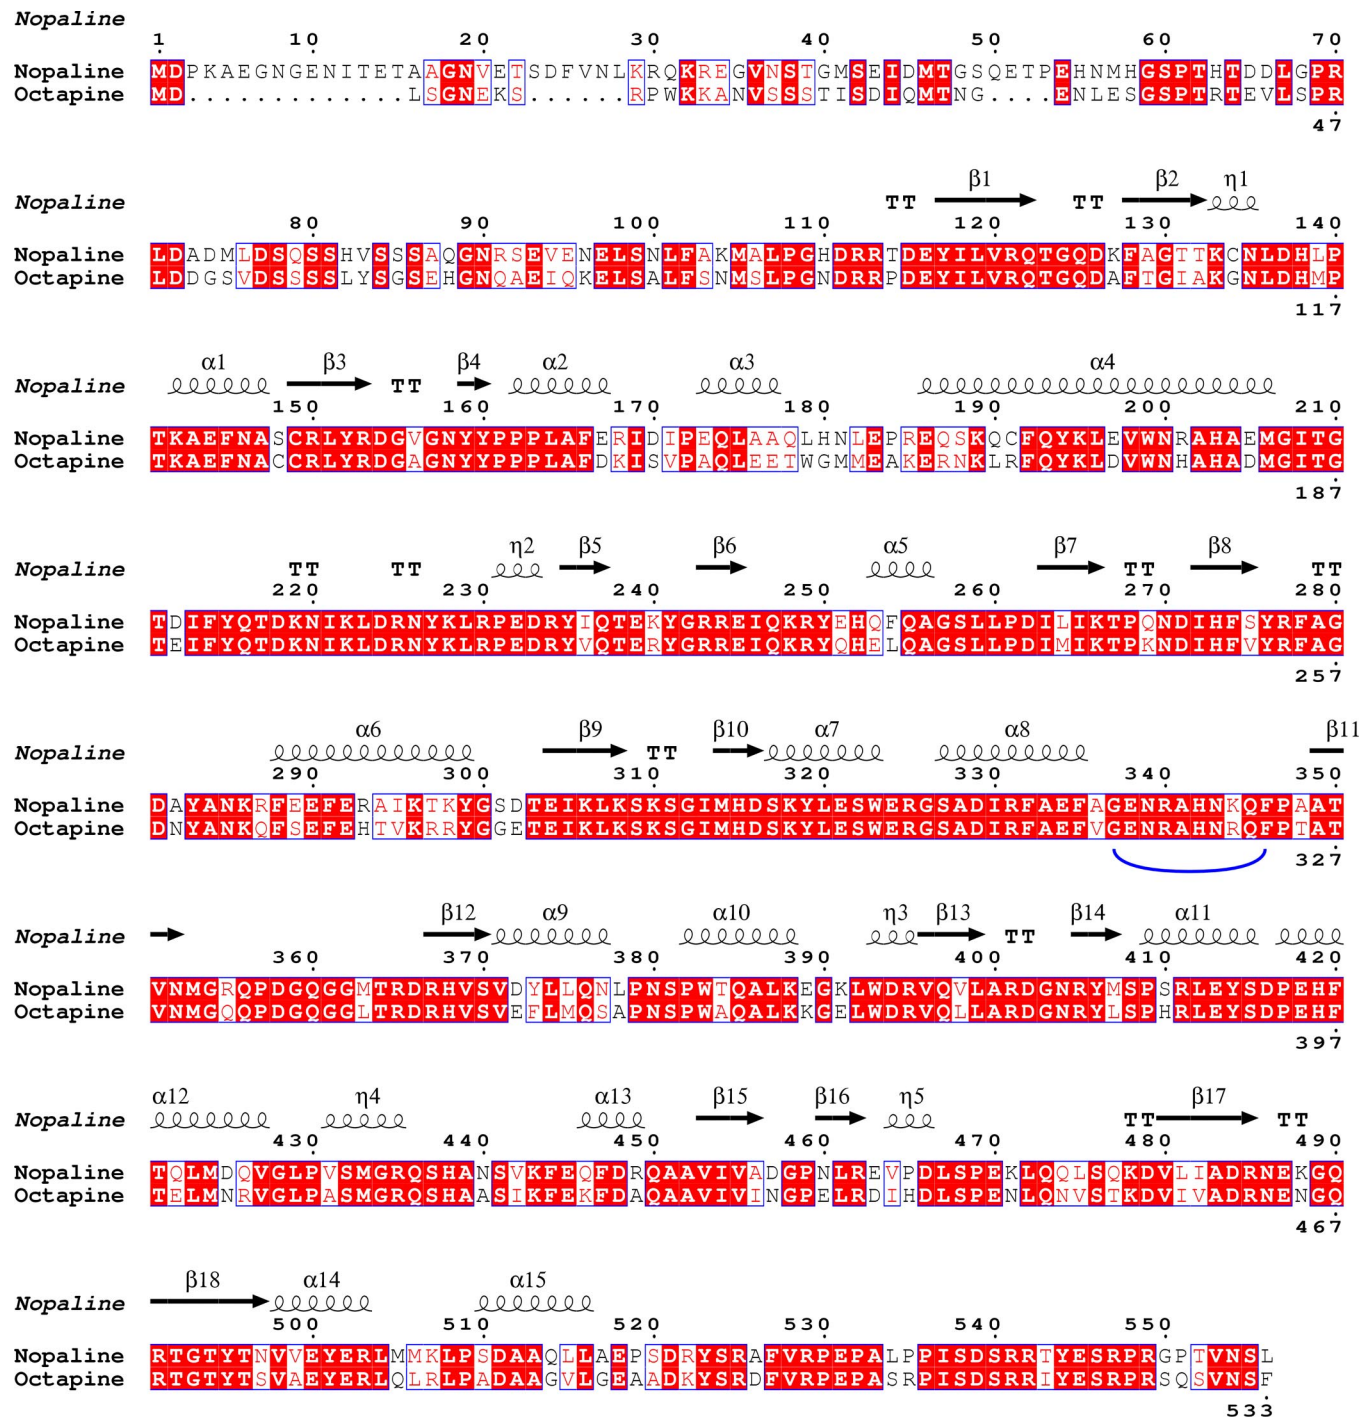 Nopaline
1 10 20 30 40 50 60 70
Nopaline MDPKAEGNGENITETAAGNVETSDFVNLKRQKREGVNSTGMSEIDMTGSQETPEHNMHGSPTHTDDLGPR
Octapine MD.............LSGNEKS......RPWKKANVSSSTISDIQMTNG....ENLESGSPTRTEVLSPR
47
β1 β2 η1
Nopaline TT TT
80 90 100 110 120 130 140
Nopaline LDADMLDSQSSHVSSSAQGNRSEVENELSNLFAKMALPGHDRRTDEYILVRQTGQDKFAGTTKCNLDHLP
Octapine LDDGSVDSSSSLYSGSEHGNQAEIQKELSALFSNMSLPGNDRRPDEYILVRQTGQDAFTGIAKGNLDHMP
117
α1 β3 β4 α2 α3 α4
Nopaline TT
150 160 170 180 190 200 210
Nopaline TKAEFNASCRLYRDGVGNYYPPPLAFERIDIPEQLAAQLHNLEPREQSKQCFQYKLEVWNRAHAEMGITG
Octapine TKAEFNACCRLYRDGAGNYYPPPLAFDKISVPAQLEETWGMMEAKERNKLRFQYKLDVWNHAHADMGITG
187
η2 β5 β6 α5 β7 β8
Nopaline TT TT TT TT
220 230 240 250 260 270 280
Nopaline TDIFYQTDKNIKLDRNYKLRPEDRYIQTEKYGRREIQKRYEHQFQAGSLLPDILIKTPQNDIHFSYRFAG
Octapine TEIFYQTDKNIKLDRNYKLRPEDRYVQTERYGRREIQKRYQHELQAGSLLPDIMIKTPKNDIHFVYRFAG
257
α6 β9 β10 α7 α8 β11
Nopaline TT
290 300 310 320 330 340 350
Nopaline DAYANKRFEEFERAIKTKYGSDTEIKLKSKSGIMHDSKYLESWERGSADIRFAEFAGENRAHNKQFPAAT
Octapine DNYANKQFSEFEHTVKRRYGGETEIKLKSKSGIMHDSKYLESWERGSADIRFAEFVGENRAHNRQFPTAT
327
β12 α9 α10 η3 β13 β14 α11
Nopaline TT
360 370 380 390 400 410 420
Nopaline VNMGRQPDGQGGMTRDRHVSVDYLLQNLPNSPWTQALKEGKLWDRVQVLARDGNRYMSPSRLEYSDPEHF
Octapine VNMGQQPDGQGGLTRDRHVSVEFLMQSAPNSPWAQALKKGELWDRVQLLARDGNRYLSPHRLEYSDPEHF
397
α12 η4 α13 β15 β16 η5 β17
Nopaline TT TT
430 440 450 460 470 480 490
Nopaline TQLMDQVGLPVSMGRQSHANSVKFEQFDRQAAVIVADGPNLREVPDLSPEKLQQLSQKDVLIADRNEKGQ
Octapine TELMNRVGLPASMGRQSHAASIKFEKFDAQAAVIVINGPELRDIHDLSPENLQNVSTKDVIVADRNENGQ
467
β18 α14 α15
Nopaline
500 510 520 530 540 550
Nopaline RTGTYTNVVEYERLMMKLPSDAAQLLAEPSDRYSRAFVRPEPALPPISDSRRTYESRPRGPTVNSL
Octapine RTGTYTSVAEYERLQLRLPADAAGVLGEAADKYSRDFVRPEPASRPISDSRRIYESRPRSQSVNSF
533